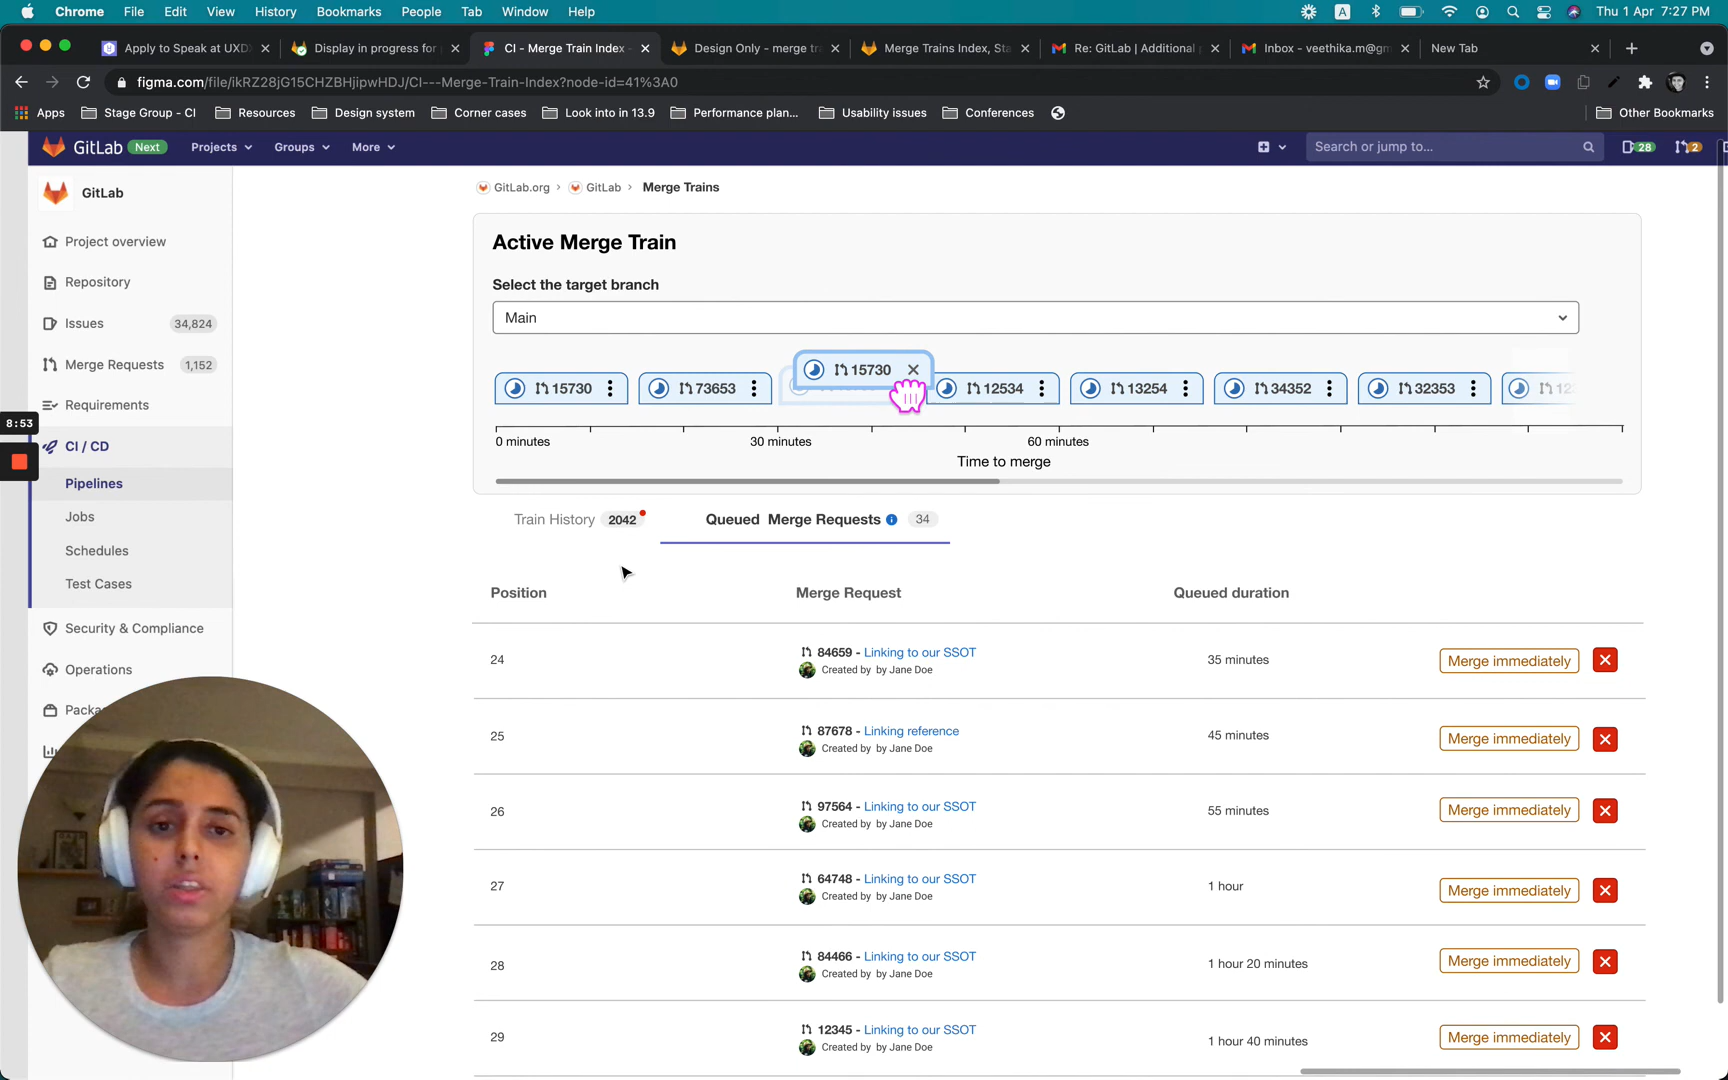 Chrome File Edit View History Bookmarks People Tab Window Help A Thu 1 Apr 7:27 PM
Apply to Speak at UXD Display in progress for CI - Merge Train Index - Design Only - merge tra Merge Trains Index, Sta Re: GitLab | Additional Inbox - veethika.m@gm New Tab
figma.com/file/ikRZ28jG15CHZBHjipwHDJ/CI---Merge-Train-Index?node-id=41%3A0
Apps Stage Group - CI Resources Design system Corner cases Look into in 13.9 Performance plan... Usability issues Conferences Other Bookmarks
GitLab Next Projects Groups More Search or jump to... 28 2
GitLab
Project overview
Repository
Issues 34,824
Merge Requests 1,152
Requirements
8:53
CI / CD
Pipelines
Jobs
Schedules
Test Cases
Security & Compliance
Operations
Packa
GitLab.org › GitLab › Merge Trains
Active Merge Train
Select the target branch
Main
15730
15730 73653 12534 13254 34352 32353
0 minutes 30 minutes 60 minutes
Time to merge
Train History 2042 Queued Merge Requests 34
Position Merge Request Queued duration
24 84659 - Linking to our SSOT 35 minutes Merge immediately
Created by by Jane Doe
25 87678 - Linking reference 45 minutes Merge immediately
Created by by Jane Doe
26 97564 - Linking to our SSOT 55 minutes Merge immediately
Created by by Jane Doe
27 64748 - Linking to our SSOT 1 hour Merge immediately
Created by by Jane Doe
28 84466 - Linking to our SSOT 1 hour 20 minutes Merge immediately
Created by by Jane Doe
29 12345 - Linking to our SSOT 1 hour 40 minutes Merge immediately
Created by by Jane Doe